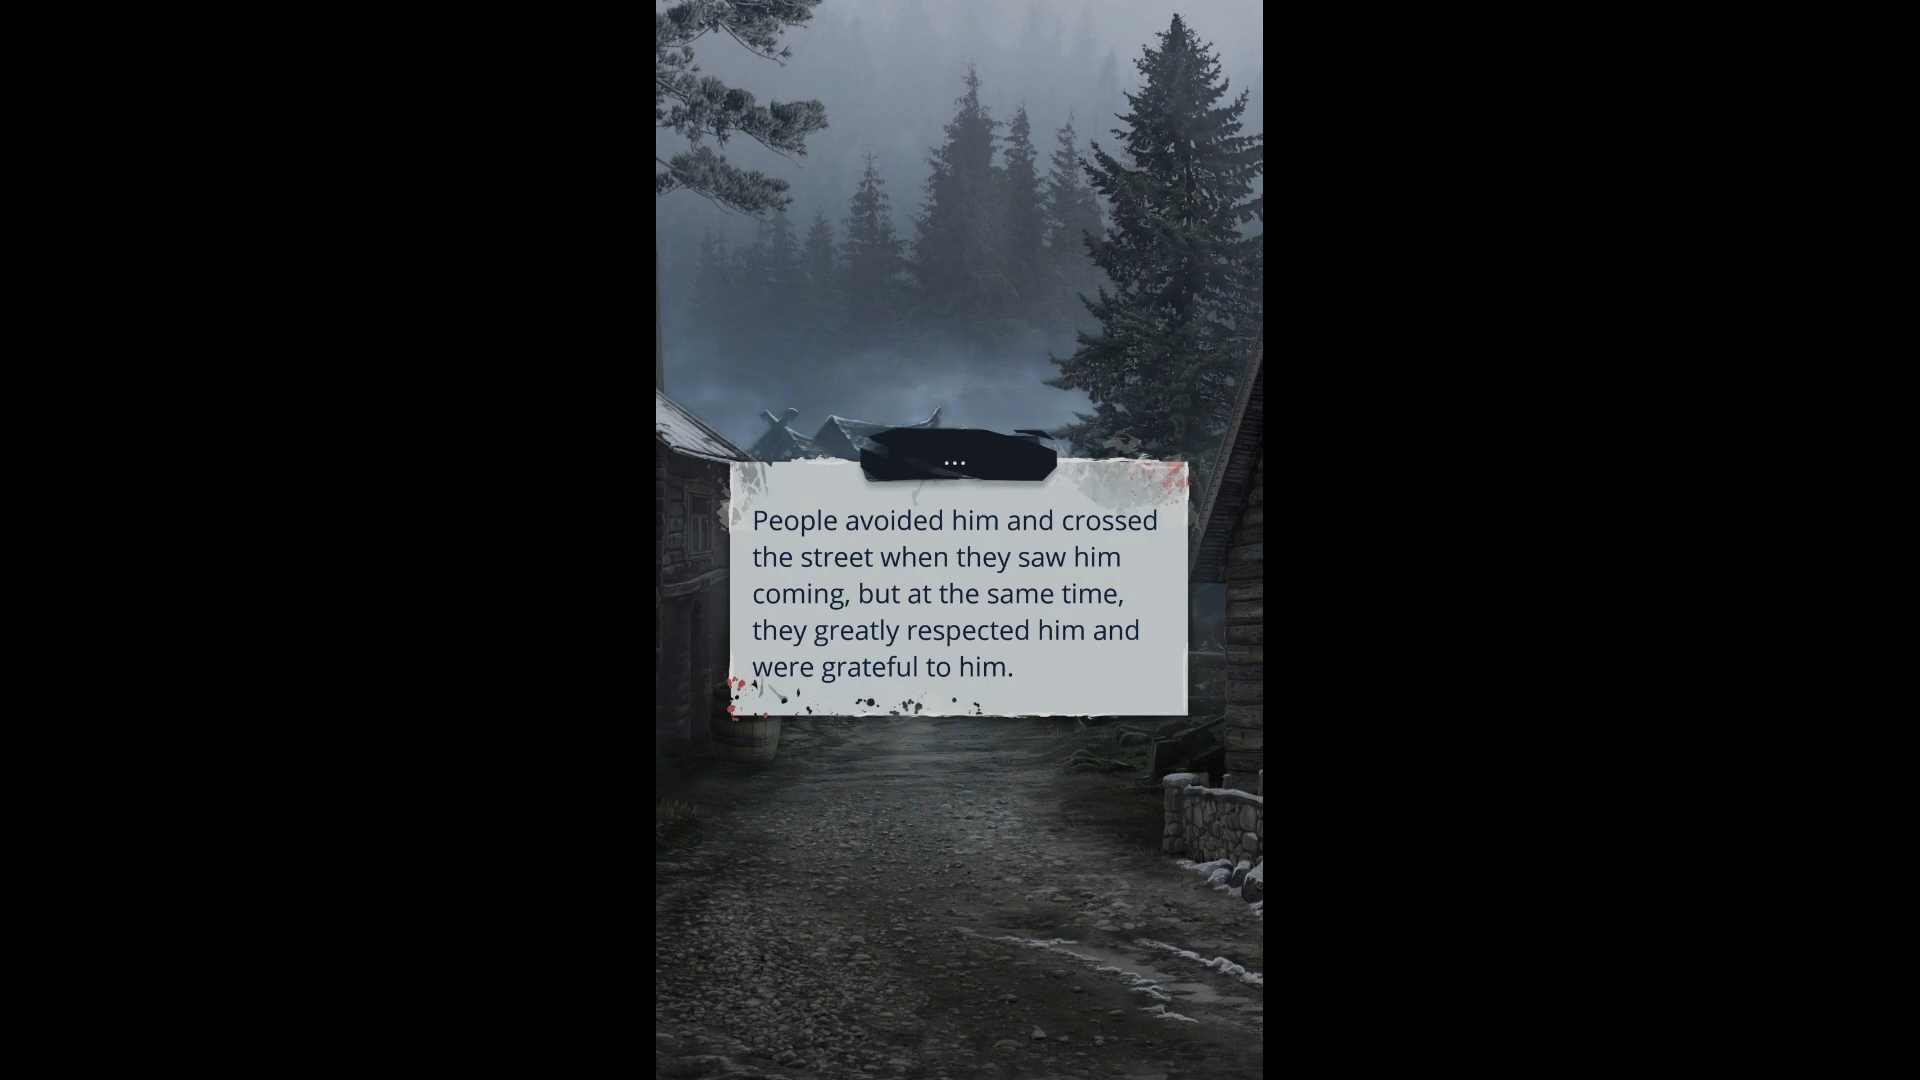 ...
People avoided him and crossed
the street when they saw him
coming, but at the same time,
they greatly respected him and
were grateful to him.